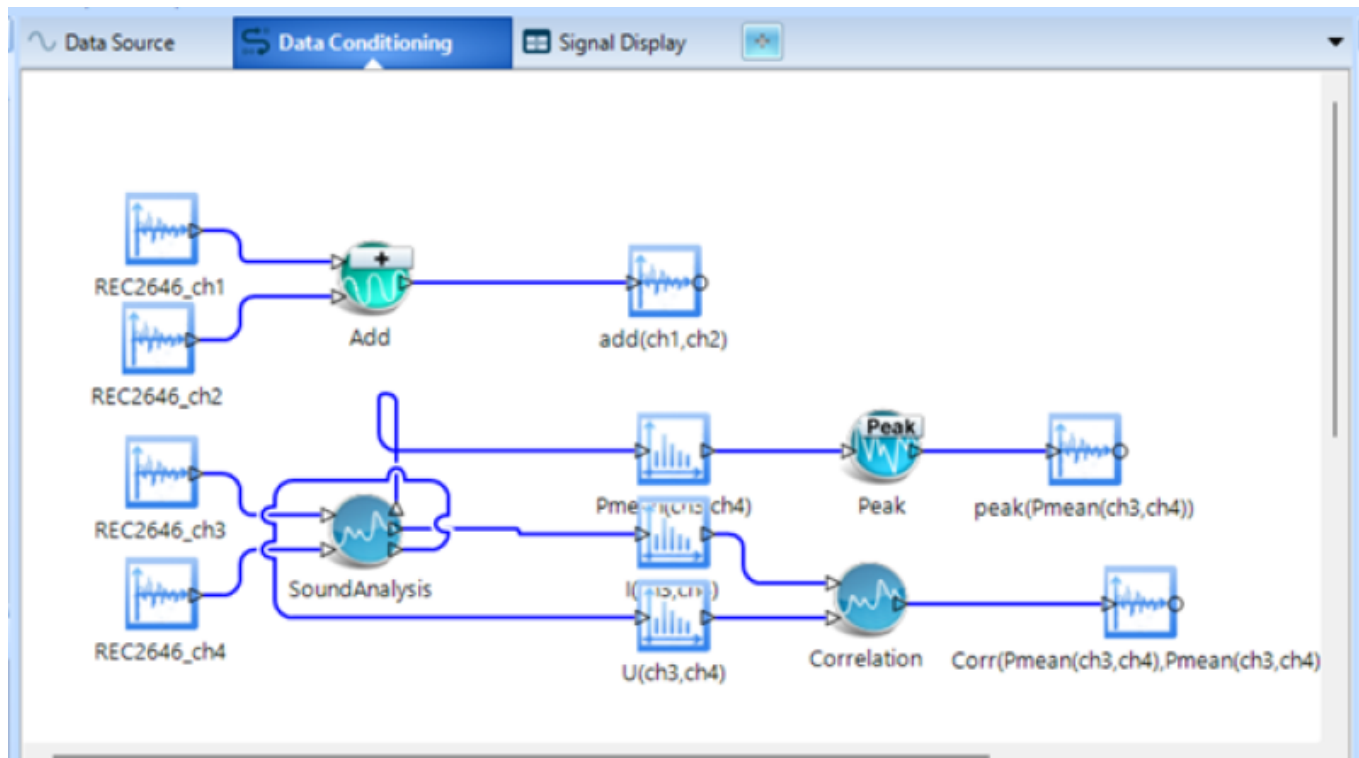 Data Source
Data Conditioning
Signal Display
REC2646_ch1
+
Add
add(ch1,ch2)
REC2646_ch2
Peak
REC2646_ch3
Peak
peak(Pmean(ch3,ch4))
SoundAnalysis
REC2646_ch4
U(ch3,ch4)
Correlation
Corr(Pmean(ch3,ch4),Pmean(ch3,ch4)